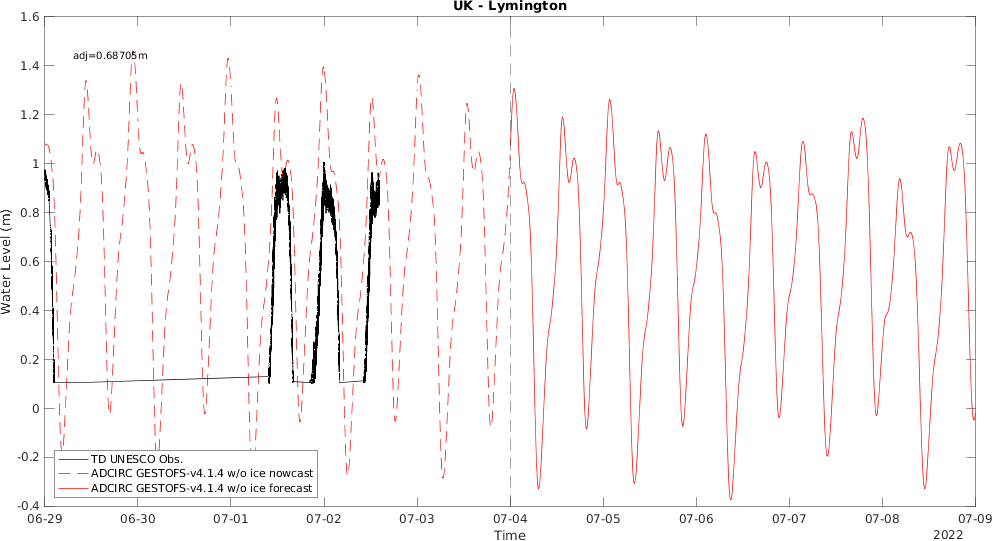 UK - Lymington
adj=0.68705m
Water Level (m)
1.6
1.4
1.2
1
0.8
0.6
0.4
0.2
0
-0.2
-0.4
TD UNESCO Obs.
ADCIRC GESTOFS-v4.1.4 w/o ice nowcast
ADCIRC GESTOFS-v4.1.4 w/o ice forecast
06-29 06-30 07-01 07-02 07-03 07-04 07-05 07-06 07-07 07-08 07-09
Time
2022